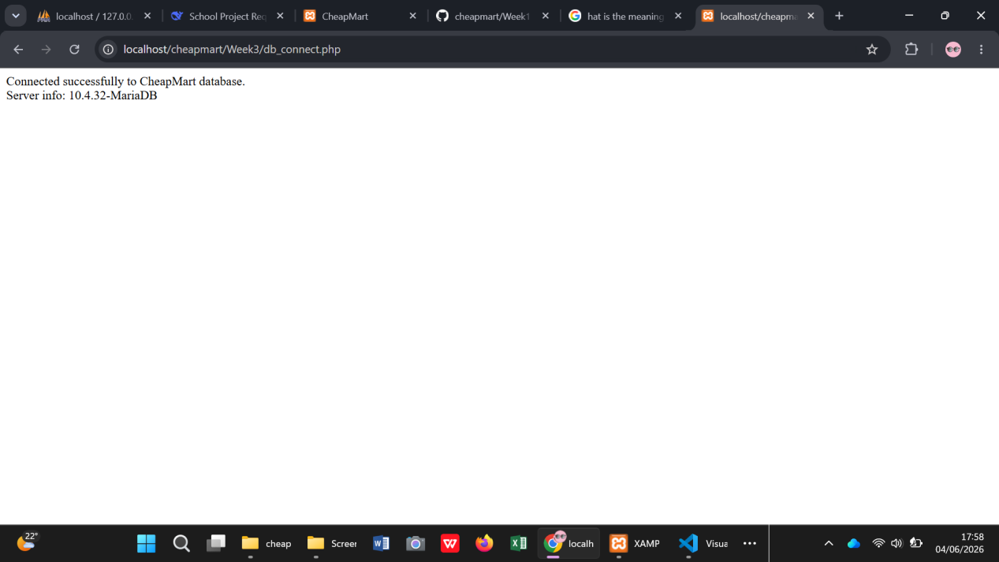 localhost / 127.0.0.
School Project Req
CheapMart
cheapmart/Week1
hat is the meaning
localhost/cheapma
localhost/cheapmart/Week3/db_connect.php
Connected successfully to CheapMart database.
Server info: 10.4.32-MariaDB
22°
cheap
Screer
localh
XAMP
Visua
17:58
04/06/2026